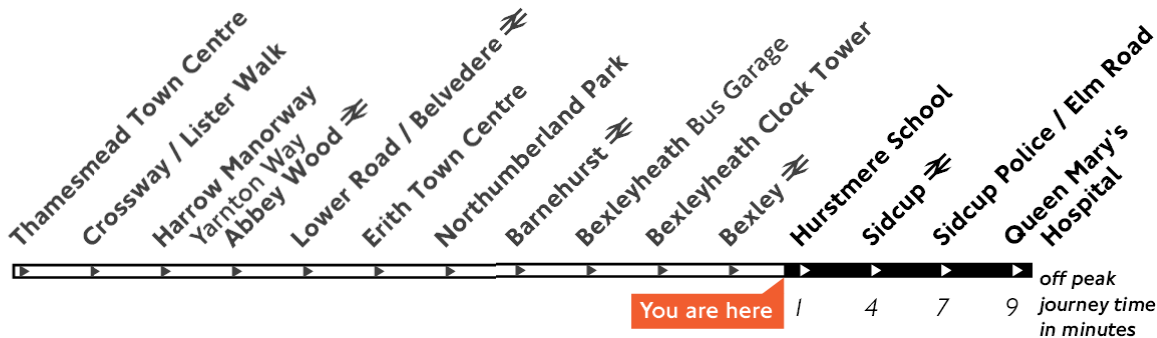 Thamesmead Town Centre
Crossway / Lister Walk
Harrow Manorway
Yarnton Way
Abbey Wood
Lower Road / Belvedere
Erith Town Centre
Northumberland Park
Barnehurst
Bexleyheath Bus Garage
Bexleyheath Clock Tower
Bexley
Hurstmere School
Sidcup
Sidcup Police / Elm Road
Queen Mary's
Hospital
You are here
1 4 7 9
off peak
journey time
in minutes